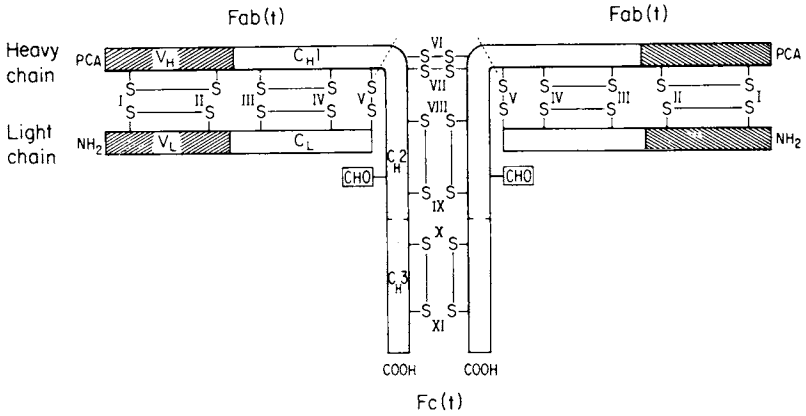 Fab(t) Fab(t)
Heavy chain PCA V_H C_H1 VI PCA
S S S S S S S S S S S S S S
VII
I II III IV V VIII V IV III II I
S S S S S S S S S S S S
Light chain NH₂ V_L C_L NH₂
C_H2
CHO CHO
S S
IX
X
S S
C_H3
S S
XI
COOH COOH
Fc(t)